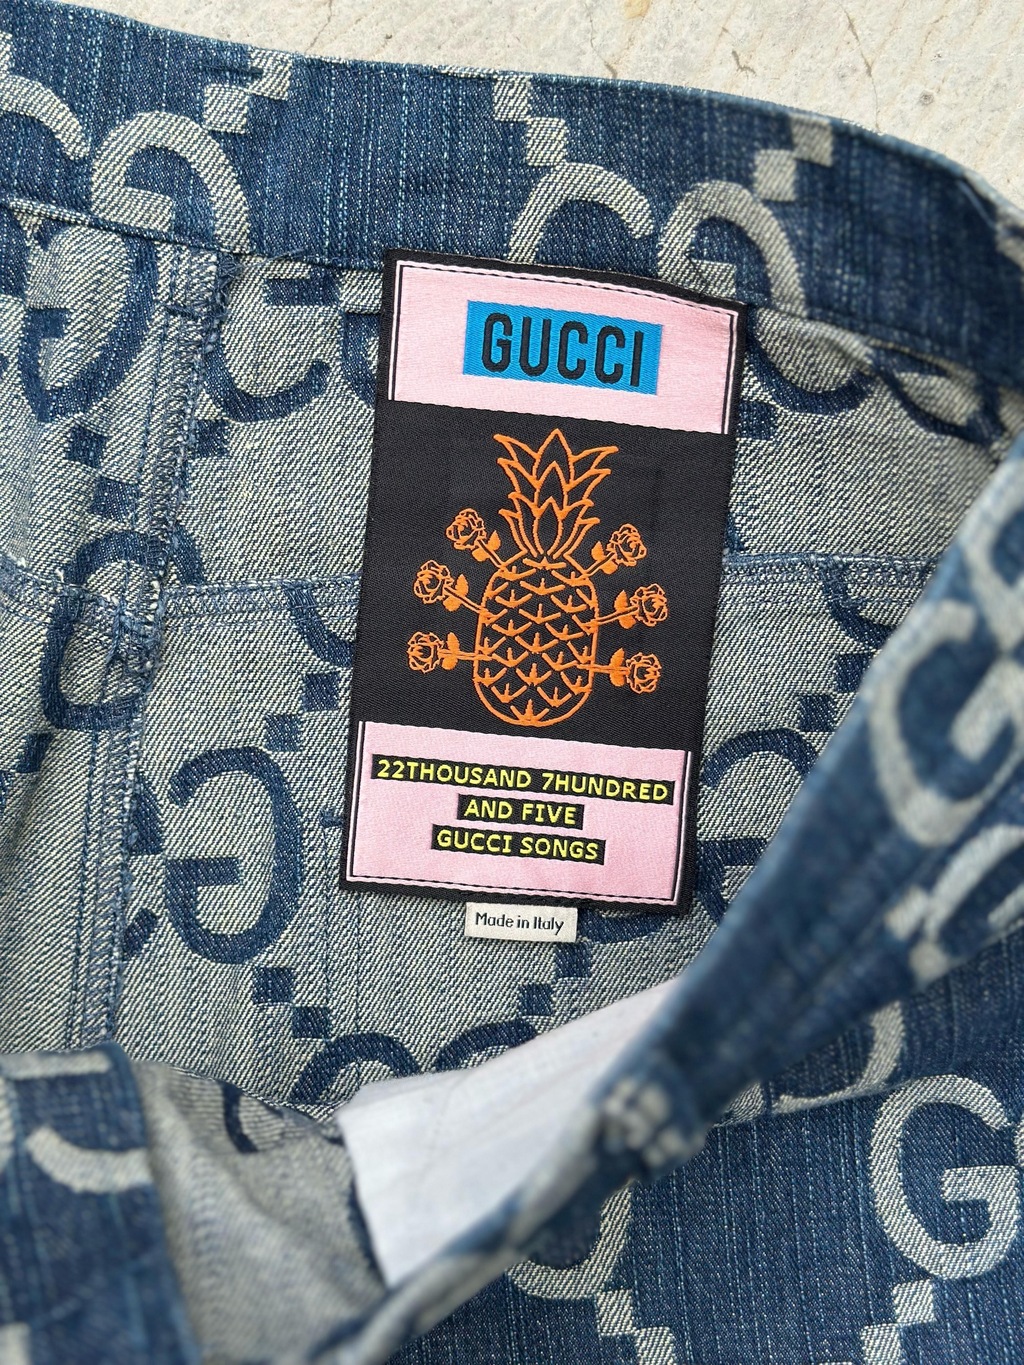 GUCCI
22THOUSAND 7HUNDRED
AND FIVE
GUCCI SONGS
Made in Italy